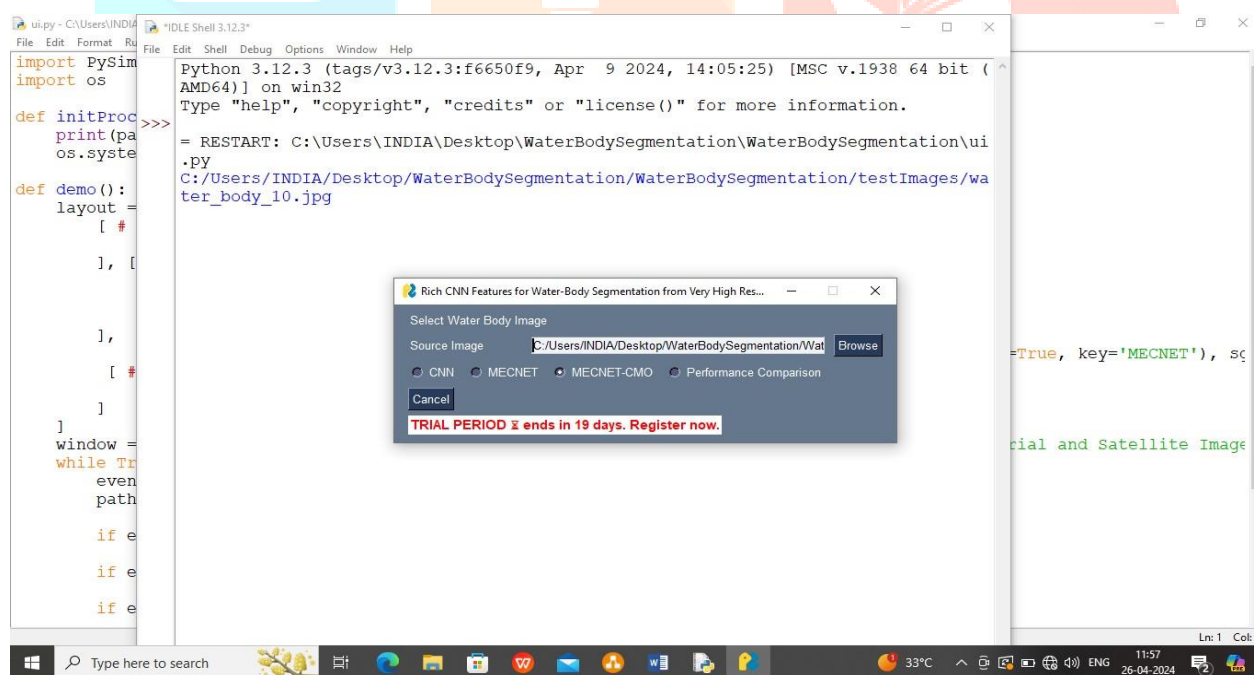 ui.py - C:\Users\INDIA
File Edit Format Ru
import PySim
import os
def initProc
print(pa
os.syste
def demo():
layout =
[ #
], [
],
[ #
]
]
window =
while Tr
even
path
if e
if e
if e
*IDLE Shell 3.12.3*
File Edit Shell Debug Options Window Help
Python 3.12.3 (tags/v3.12.3:f6650f9, Apr 9 2024, 14:05:25) [MSC v.1938 64 bit (
AMD64)] on win32
Type "help", "copyright", "credits" or "license()" for more information.
>>>
= RESTART: C:\Users\INDIA\Desktop\WaterBodySegmentation\WaterBodySegmentation\ui
.py
C:/Users/INDIA/Desktop/WaterBodySegmentation/WaterBodySegmentation/testImages/wa
ter_body_10.jpg
Rich CNN Features for Water-Body Segmentation from Very High Res...
Select Water Body Image
Source Image C:/Users/INDIA/Desktop/WaterBodySegmentation/Wat Browse
CNN MECNET MECNET-CMO Performance Comparison
Cancel
TRIAL PERIOD ⧖ ends in 19 days. Register now.
=True, key='MECNET'), sg
rial and Satellite Image
Ln: 1 Col:
Type here to search
33°C ENG 11:57
26-04-2024 2